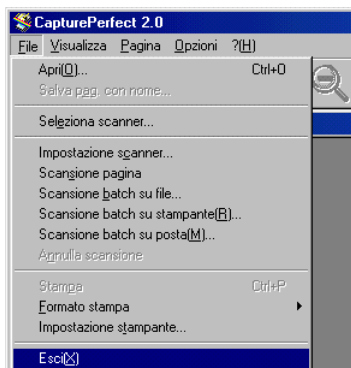 CapturePerfect 2.0
File Visualizza Pagina Opzioni ?(H)
Apri(O)... Ctrl+O
Salva pag. con nome...
Seleziona scanner...
Impostazione scanner...
Scansione pagina
Scansione batch su file...
Scansione batch su stampante(R)...
Scansione batch su posta(M)...
Annulla scansione
Stampa Ctrl+P
Formato stampa
Impostazione stampante...
Esci(X)